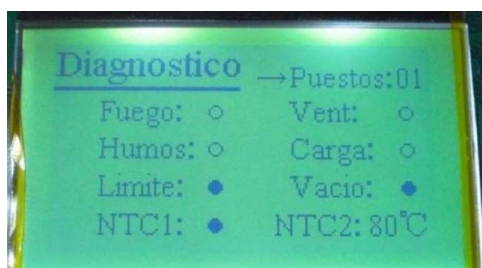 Diagnostico →Puestos:01
Fuego: ○ Vent: ○
Humos: ○ Carga: ○
Limite: ● Vacio: ●
NTC1: ● NTC2: 80℃